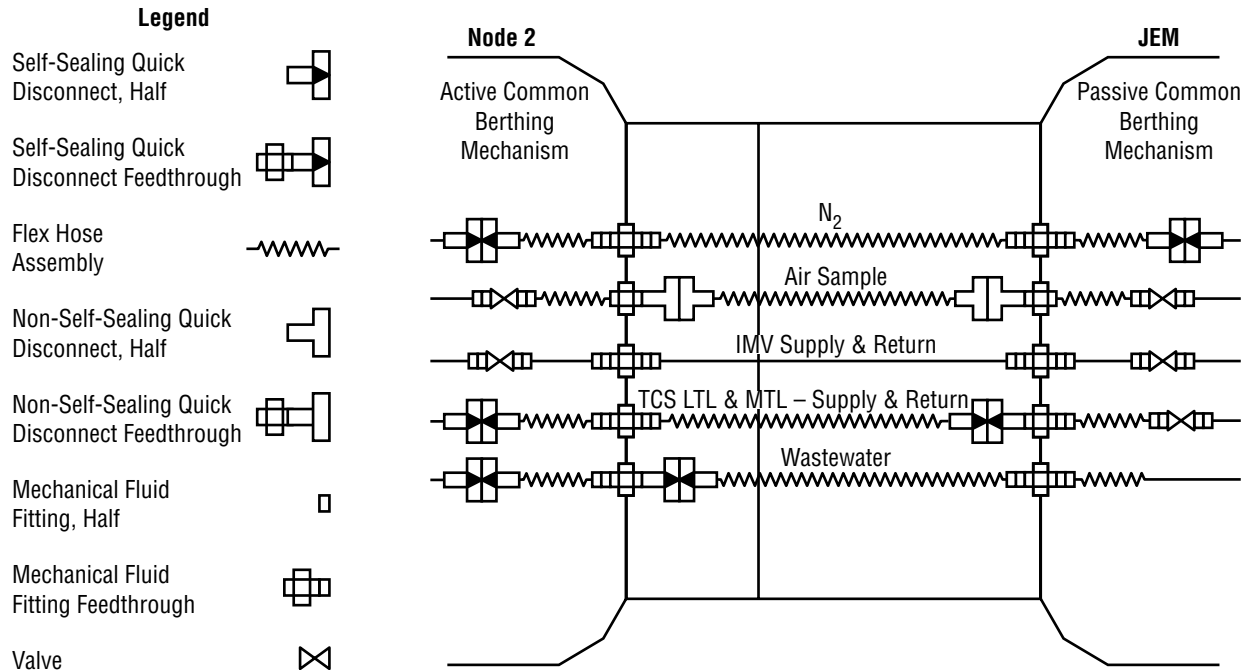 Legend
Self-Sealing Quick
Disconnect, Half
Self-Sealing Quick
Disconnect Feedthrough
Flex Hose
Assembly
Non-Self-Sealing Quick
Disconnect, Half
Non-Self-Sealing Quick
Disconnect Feedthrough
Mechanical Fluid
Fitting, Half
Mechanical Fluid
Fitting Feedthrough
Valve
Node 2
Active Common
Berthing
Mechanism
JEM
Passive Common
Berthing
Mechanism
N2
Air Sample
IMV Supply & Return
TCS LTL & MTL – Supply & Return
Wastewater